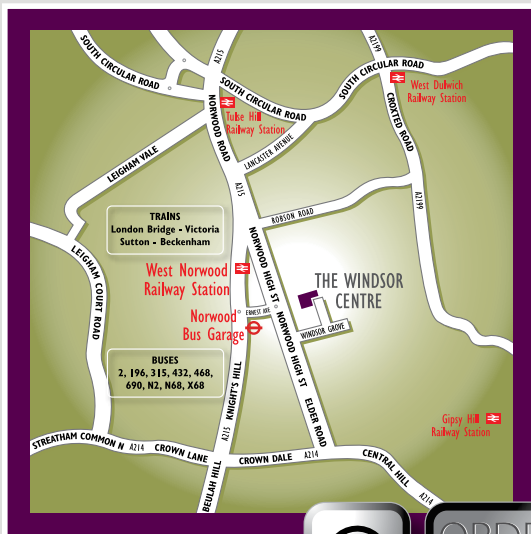 A215
A2199
SOUTH CIRCULAR ROAD
SOUTH CIRCULAR ROAD
SOUTH CIRCULAR ROAD
West Dulwich
Railway Station
Tulse Hill
Railway Station
NORWOOD ROAD
CROXTED ROAD
LANCASTER AVENUE
LEIGHAM VALE
A215
A2199
TRAINS
London Bridge - Victoria
Sutton - Beckenham
ROBSON ROAD
LEIGHAM COURT ROAD
NORWOOD HIGH ST
West Norwood
Railway Station
THE WINDSOR
CENTRE
ERNEST AVE
Norwood
Bus Garage
WINDSOR GROVE
NORWOOD HIGH ST
BUSES
2, 196, 315, 432, 468,
690, N2, N68, X68
KNIGHT'S HILL
ELDER ROAD
Gipsy Hill
Railway Station
STREATHAM COMMON N A214 CROWN LANE
A215
CROWN DALE A214
CENTRAL HILL
A214
BEULAH HILL
ORDE